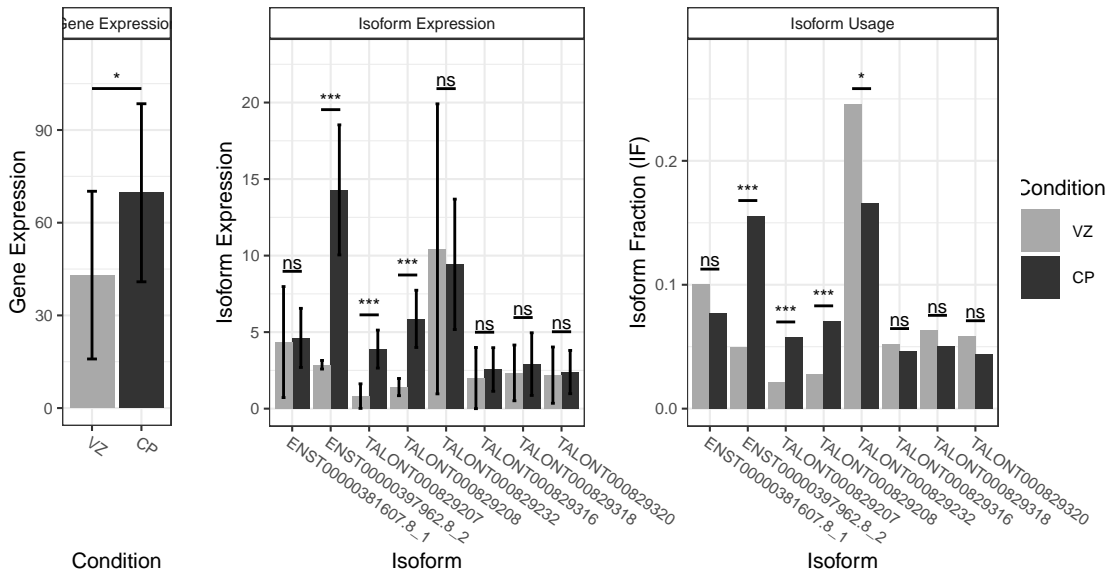 Gene Expression
Gene Expression
90
60
30
0
*
VZ
CP
Condition
Isoform Expression
Isoform Expression
20
15
10
5
0
ns
***
***
***
ns
ns
ns
ns
ENST00000381607.8_1
ENST00000397962.8_2
TALONT000829207
TALONT000829208
TALONT000829232
TALONT000829316
TALONT000829318
TALONT000829320
Isoform
Isoform Usage
Isoform Fraction (IF)
0.2
0.1
0.0
ns
***
***
***
*
ns
ns
ns
ENST00000381607.8_1
ENST00000397962.8_2
TALONT000829207
TALONT000829208
TALONT000829232
TALONT000829316
TALONT000829318
TALONT000829320
Isoform
Condition
VZ
CP